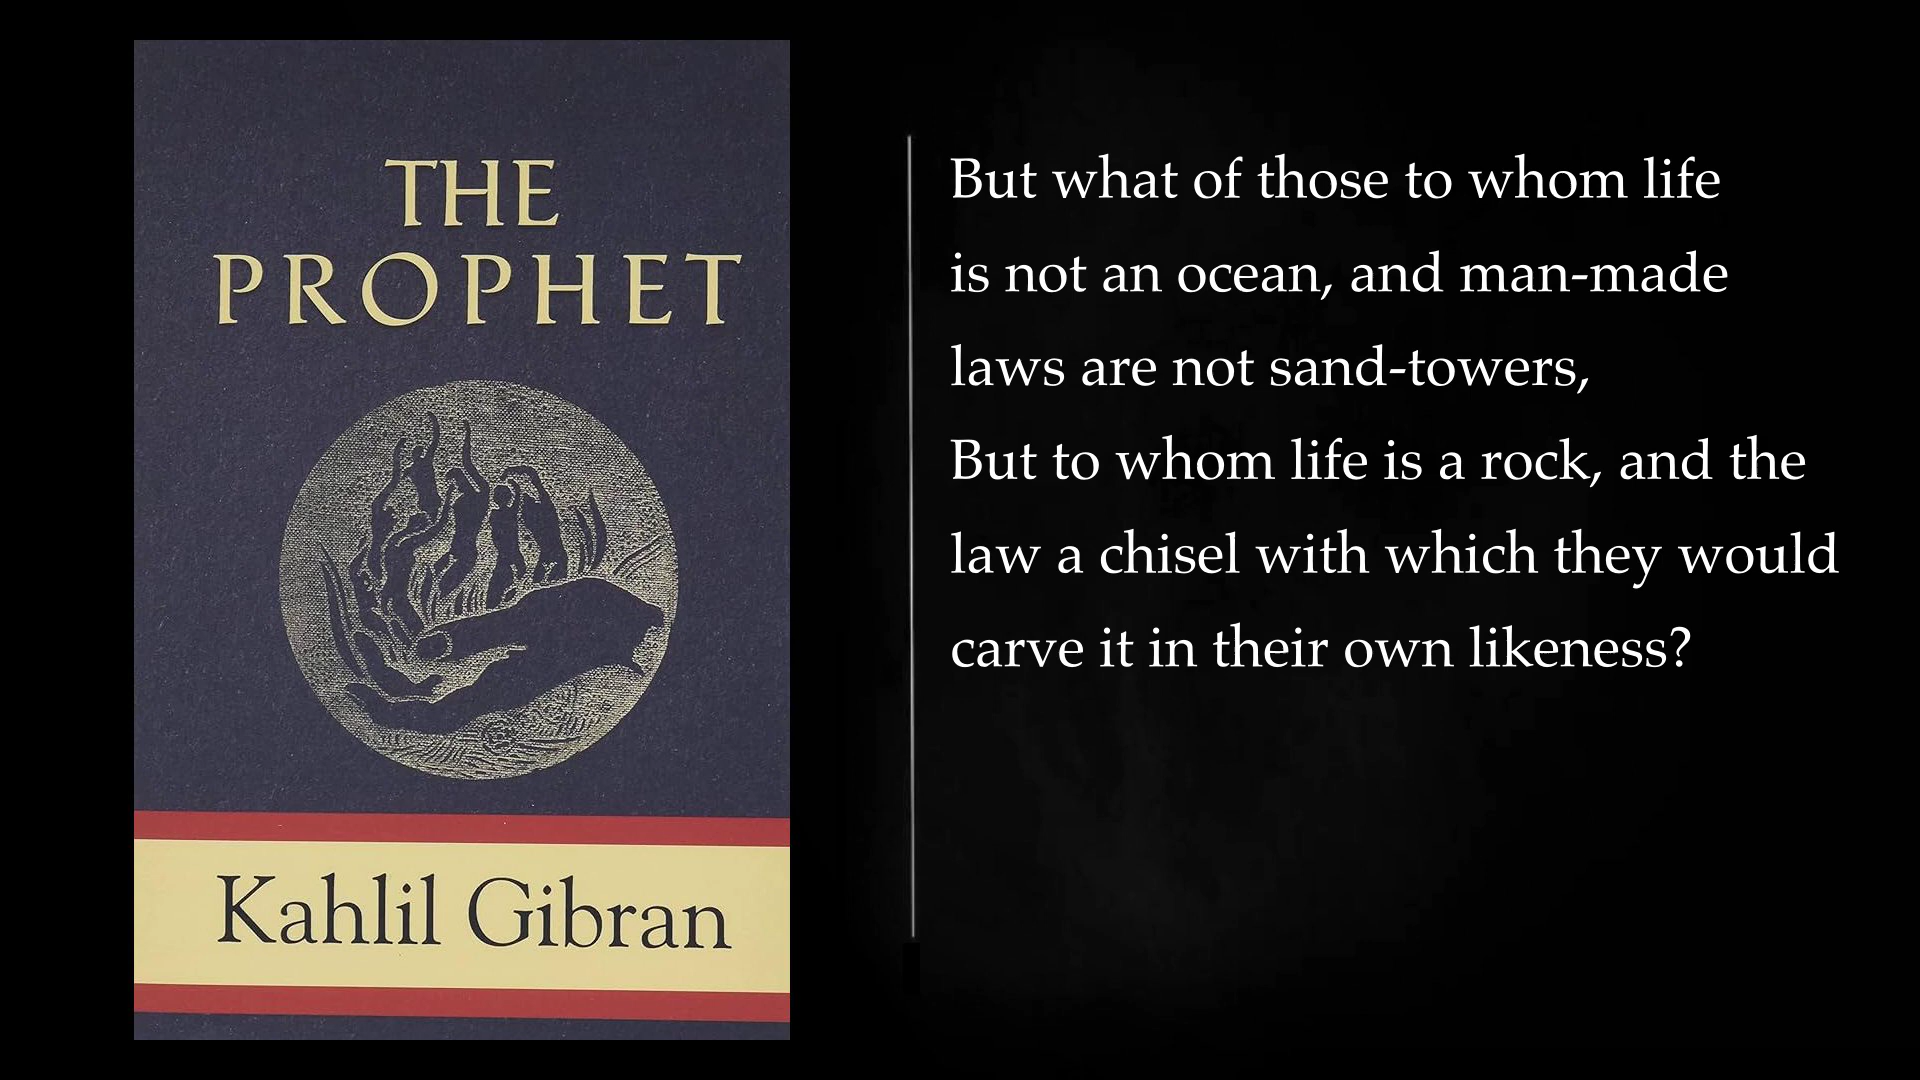 THE
PROPHET
Kahlil Gibran
But what of those to whom life
is not an ocean, and man-made
laws are not sand-towers,
But to whom life is a rock, and the
law a chisel with which they would
carve it in their own likeness?